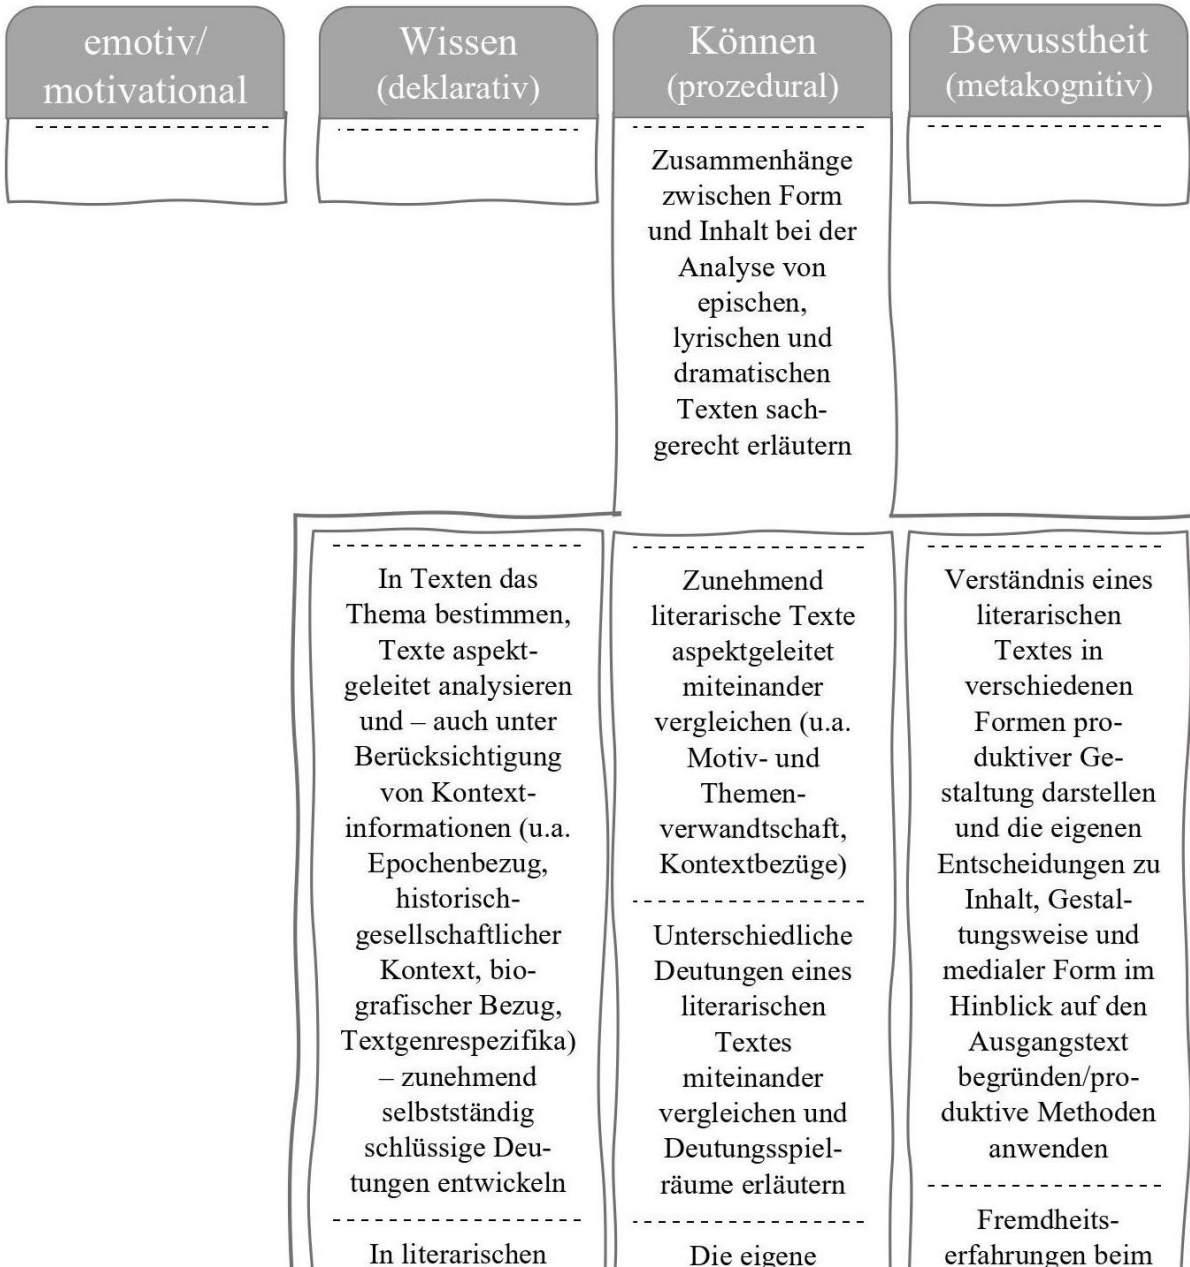 emotiv/
motivational
Wissen
(deklarativ)
Können
(prozedural)
Bewusstheit
(metakognitiv)
Zusammenhänge
zwischen Form
und Inhalt bei der
Analyse von
epischen,
lyrischen und
dramatischen
Texten sach-
gerecht erläutern
In Texten das
Thema bestimmen,
Texte aspekt-
geleitet analysieren
und – auch unter
Berücksichtigung
von Kontext-
informationen (u.a.
Epochenbezug,
historisch-
gesellschaftlicher
Kontext, bio-
grafischer Bezug,
Textgenrespezifika)
– zunehmend
selbstständig
schlüssige Deu-
tungen entwickeln
In literarischen
Zunehmend
literarische Texte
aspektgeleitet
miteinander
vergleichen (u.a.
Motiv- und
Themen-
verwandtschaft,
Kontextbezüge)
Unterschiedliche
Deutungen eines
literarischen
Textes
miteinander
vergleichen und
Deutungsspiel-
räume erläutern
Die eigene
Verständnis eines
literarischen
Textes in
verschiedenen
Formen pro-
duktiver Ge-
staltung darstellen
und die eigenen
Entscheidungen zu
Inhalt, Gestal-
tungsweise und
medialer Form im
Hinblick auf den
Ausgangstext
begründen/pro-
duktive Methoden
anwenden
Fremdheits-
erfahrungen beim